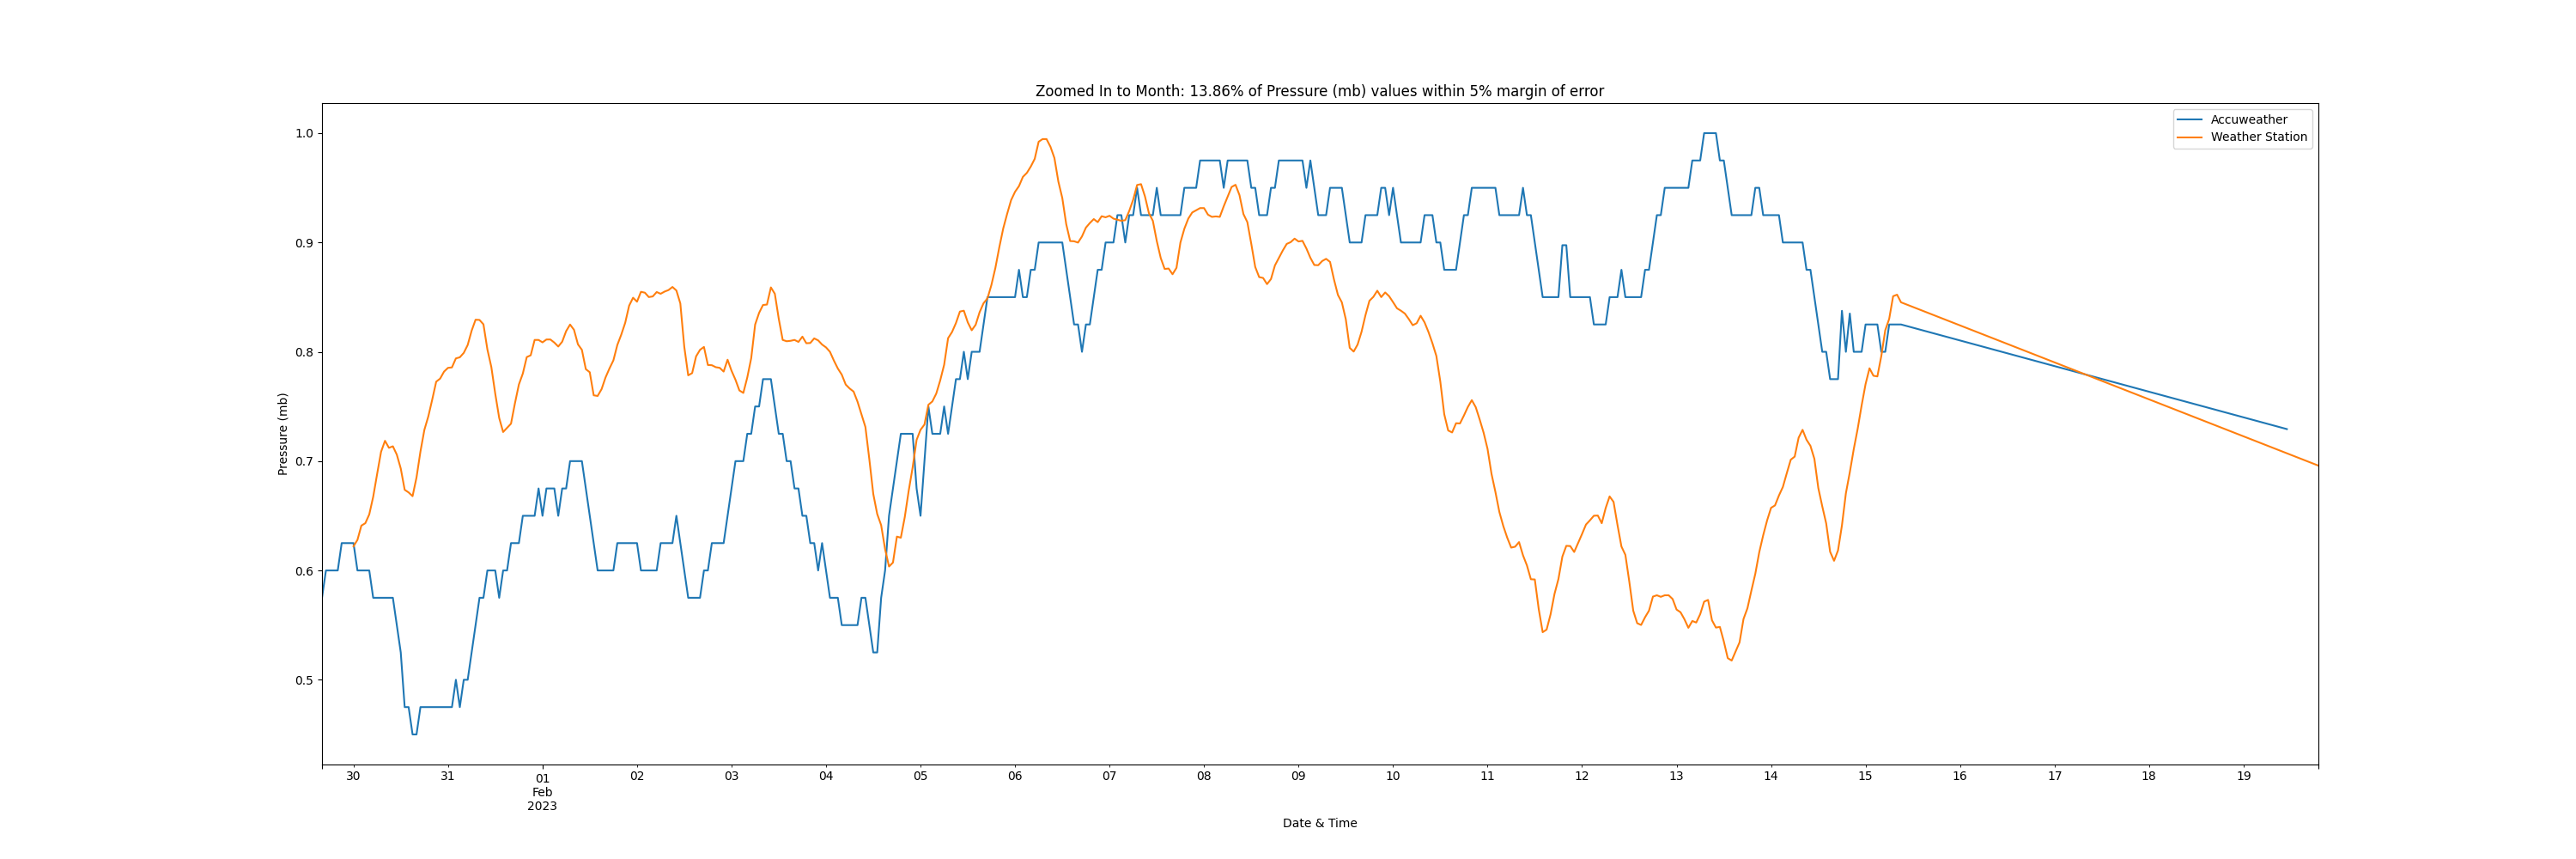 Zoomed In to Month: 13.86% of Pressure (mb) values within 5% margin of error
Accuweather
Weather Station
Pressure (mb)
1.0
0.9
0.8
0.7
0.6
0.5
30 31 01 02 03 04 05 06 07 08 09 10 11 12 13 14 15 16 17 18 19
Feb
2023
Date & Time